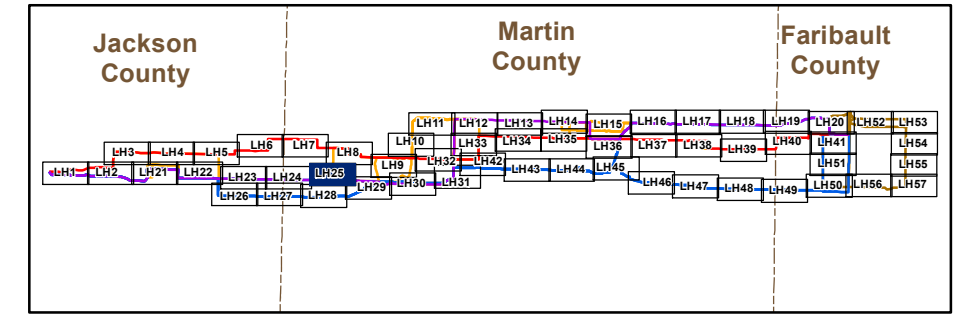 Jackson
County
Martin
County
Faribault
County
LH11 LH12 LH13 LH14 LH15 LH16 LH17 LH18 LH19 LH20 LH52 LH53
LH3 LH4 LH5 LH6 LH7 LH8 LH10 LH33 LH34 LH35 LH36 LH37 LH38 LH39 LH40 LH41 LH54
LH1 LH2 LH21 LH22 LH23 LH24 LH25 LH9 LH32 LH42 LH43 LH44 LH45 LH51 LH55
LH26 LH27 LH28 LH29 LH30 LH31 LH46 LH47 LH48 LH49 LH50 LH56 LH57